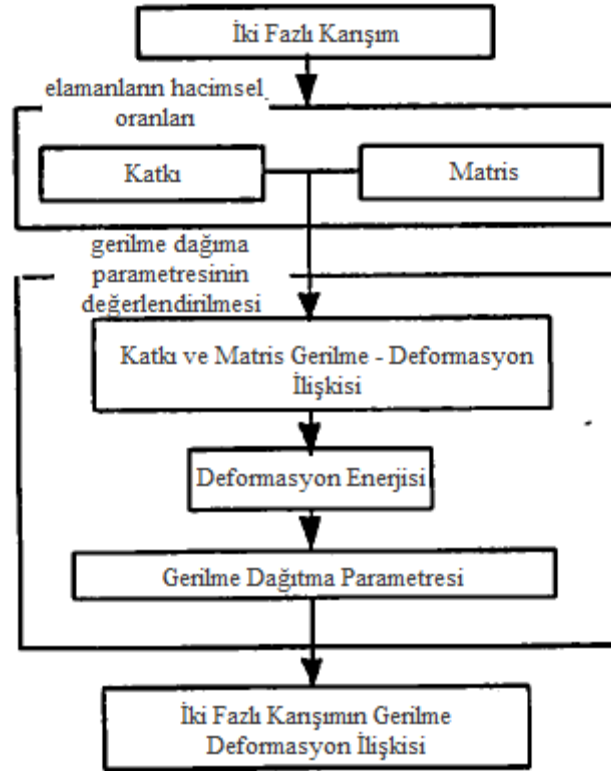 İki Fazlı Karışım
elamanların hacimsel
oranları
Katkı
Matris
gerilme dağıma
parametresinin
değerlendirilmesi
Katkı ve Matris Gerilme - Deformasyon
İlişkisi
Deformasyon Enerjisi
Gerilme Dağıtma Parametresi
İki Fazlı Karışımın Gerilme
Deformasyon İlişkisi